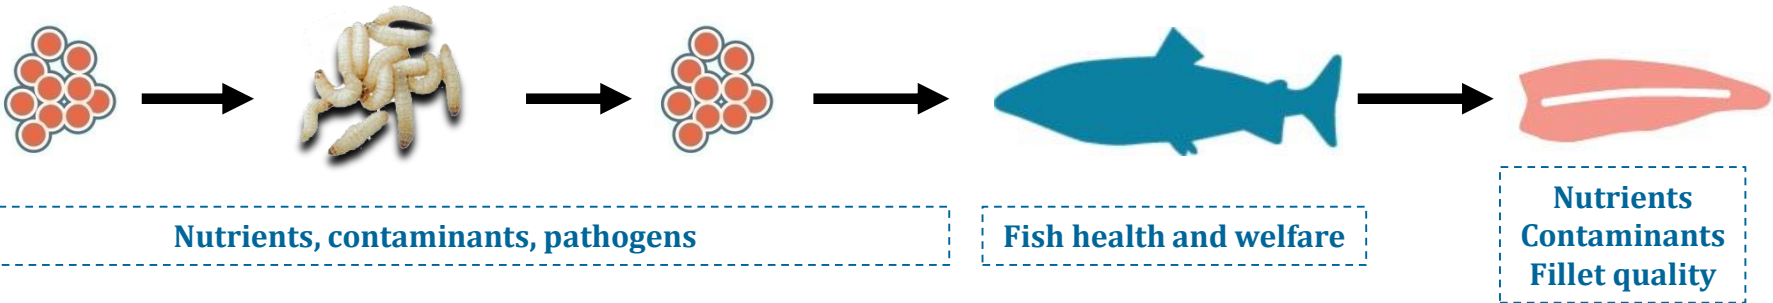 Nutrients, contaminants, pathogens
Fish health and welfare
Nutrients
Contaminants
Fillet quality